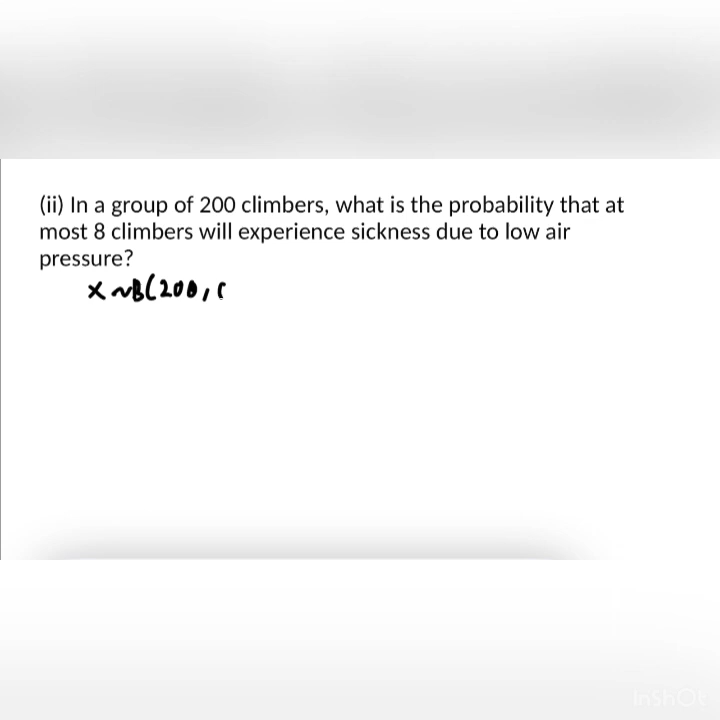 (ii) In a group of 200 climbers, what is the probability that at
most 8 climbers will experience sickness due to low air
pressure?
X ~B(200,
InShOt